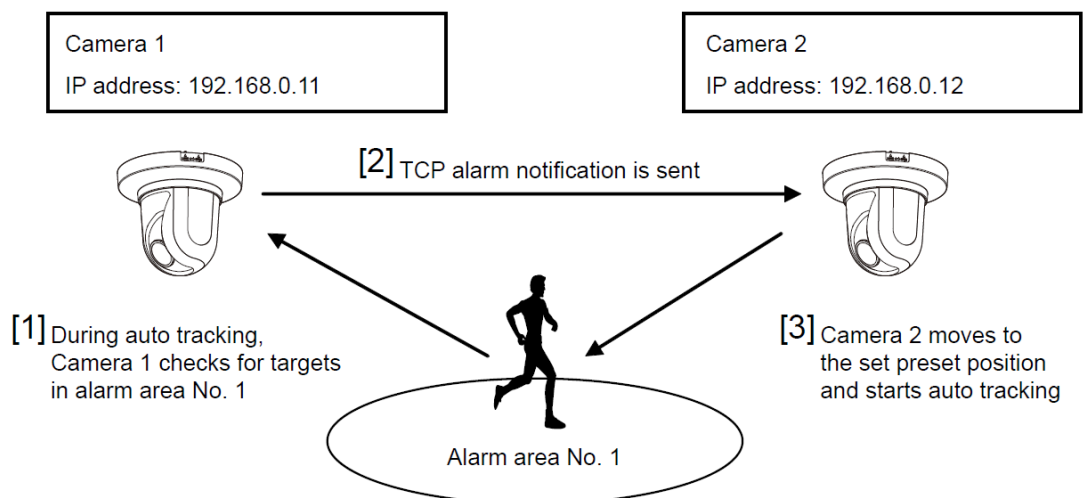 Camera 1
IP address: 192.168.0.11
Camera 2
IP address: 192.168.0.12
[2] TCP alarm notification is sent
[1] During auto tracking,
Camera 1 checks for targets
in alarm area No. 1
[3] Camera 2 moves to
the set preset position
and starts auto tracking
Alarm area No. 1